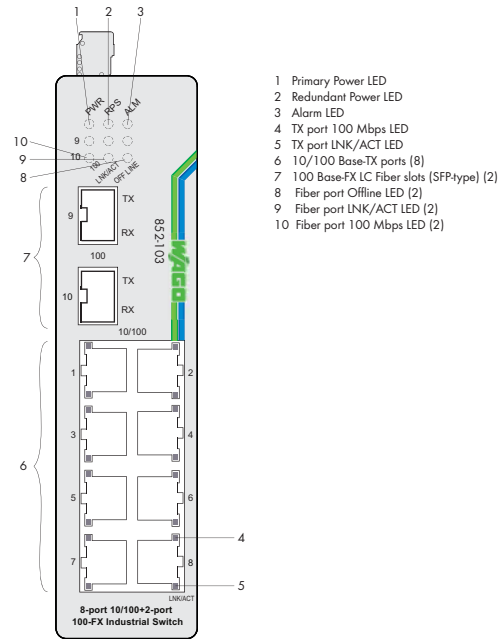 1 2 3
PWR RPS ALM
9
10
10
9
8
100 LNK/ACT OFF LINE
TX
9
RX
100
7
TX
10
RX
10/100
852-103
WAGO
1 2
3 4
6
5 6
7 8
4
5
LNK/ACT
8-port 10/100+2-port
100-FX Industrial Switch
1 Primary Power LED
2 Redundant Power LED
3 Alarm LED
4 TX port 100 Mbps LED
5 TX port LNK/ACT LED
6 10/100 Base-TX ports (8)
7 100 Base-FX LC Fiber slots (SFP-type) (2)
8 Fiber port Offline LED (2)
9 Fiber port LNK/ACT LED (2)
10 Fiber port 100 Mbps LED (2)